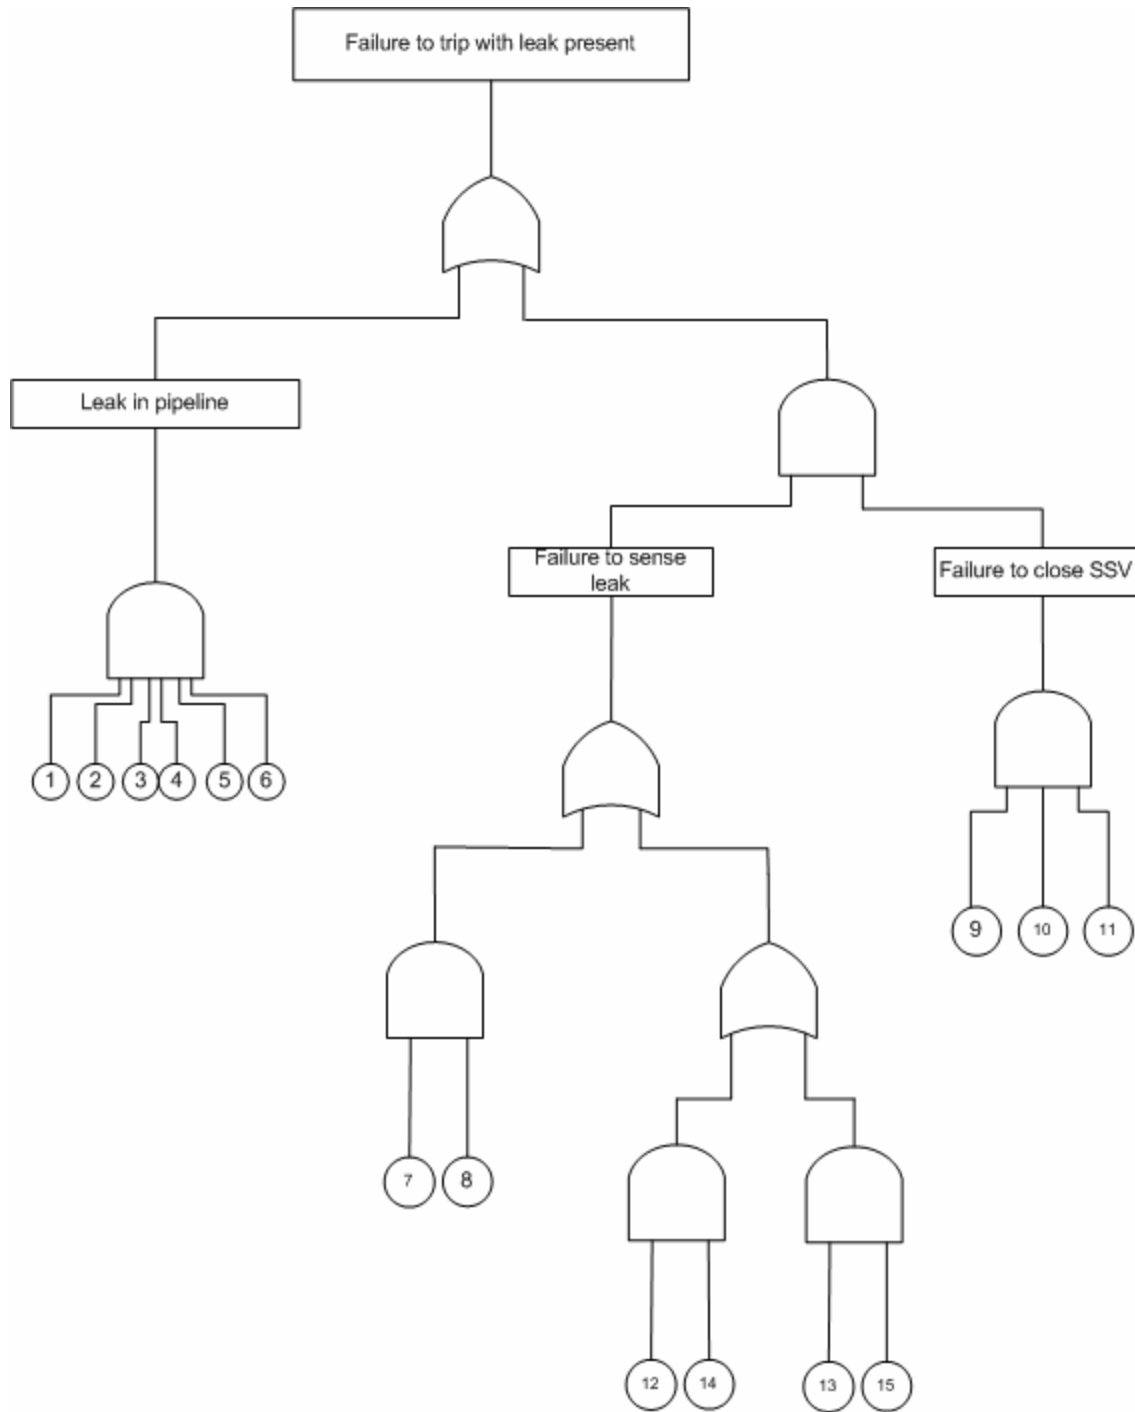 Failure to trip with leak present
Leak in pipeline
Failure to sense
leak
Failure to close SSV
1 2 3 4 5 6
9 10 11
7 8
12 14 13 15